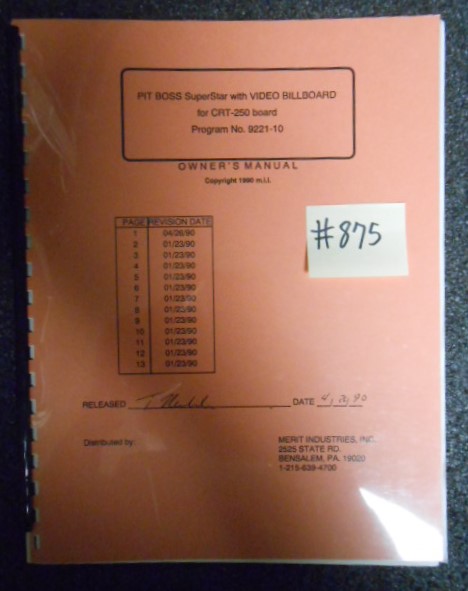 PIT BOSS SuperStar with VIDEO BILLBOARD
for CRT-250 board
Program No. 9221-10
OWNER'S MANUAL
Copyright 1990 m.i.i.
PAGE REVISION DATE
1 04/26/90
2 01/23/90
3 01/23/90
4 01/23/90
5 01/23/90
6 01/23/90
7 01/23/90
8 01/23/90
9 01/23/90
10 01/23/90
11 01/23/90
12 01/23/90
13 01/23/90
#875
RELEASED DATE 4/26/90
Distributed by:
MERIT INDUSTRIES, INC.
2525 STATE RD.
BENSALEM, PA. 19020
1-215-639-4700